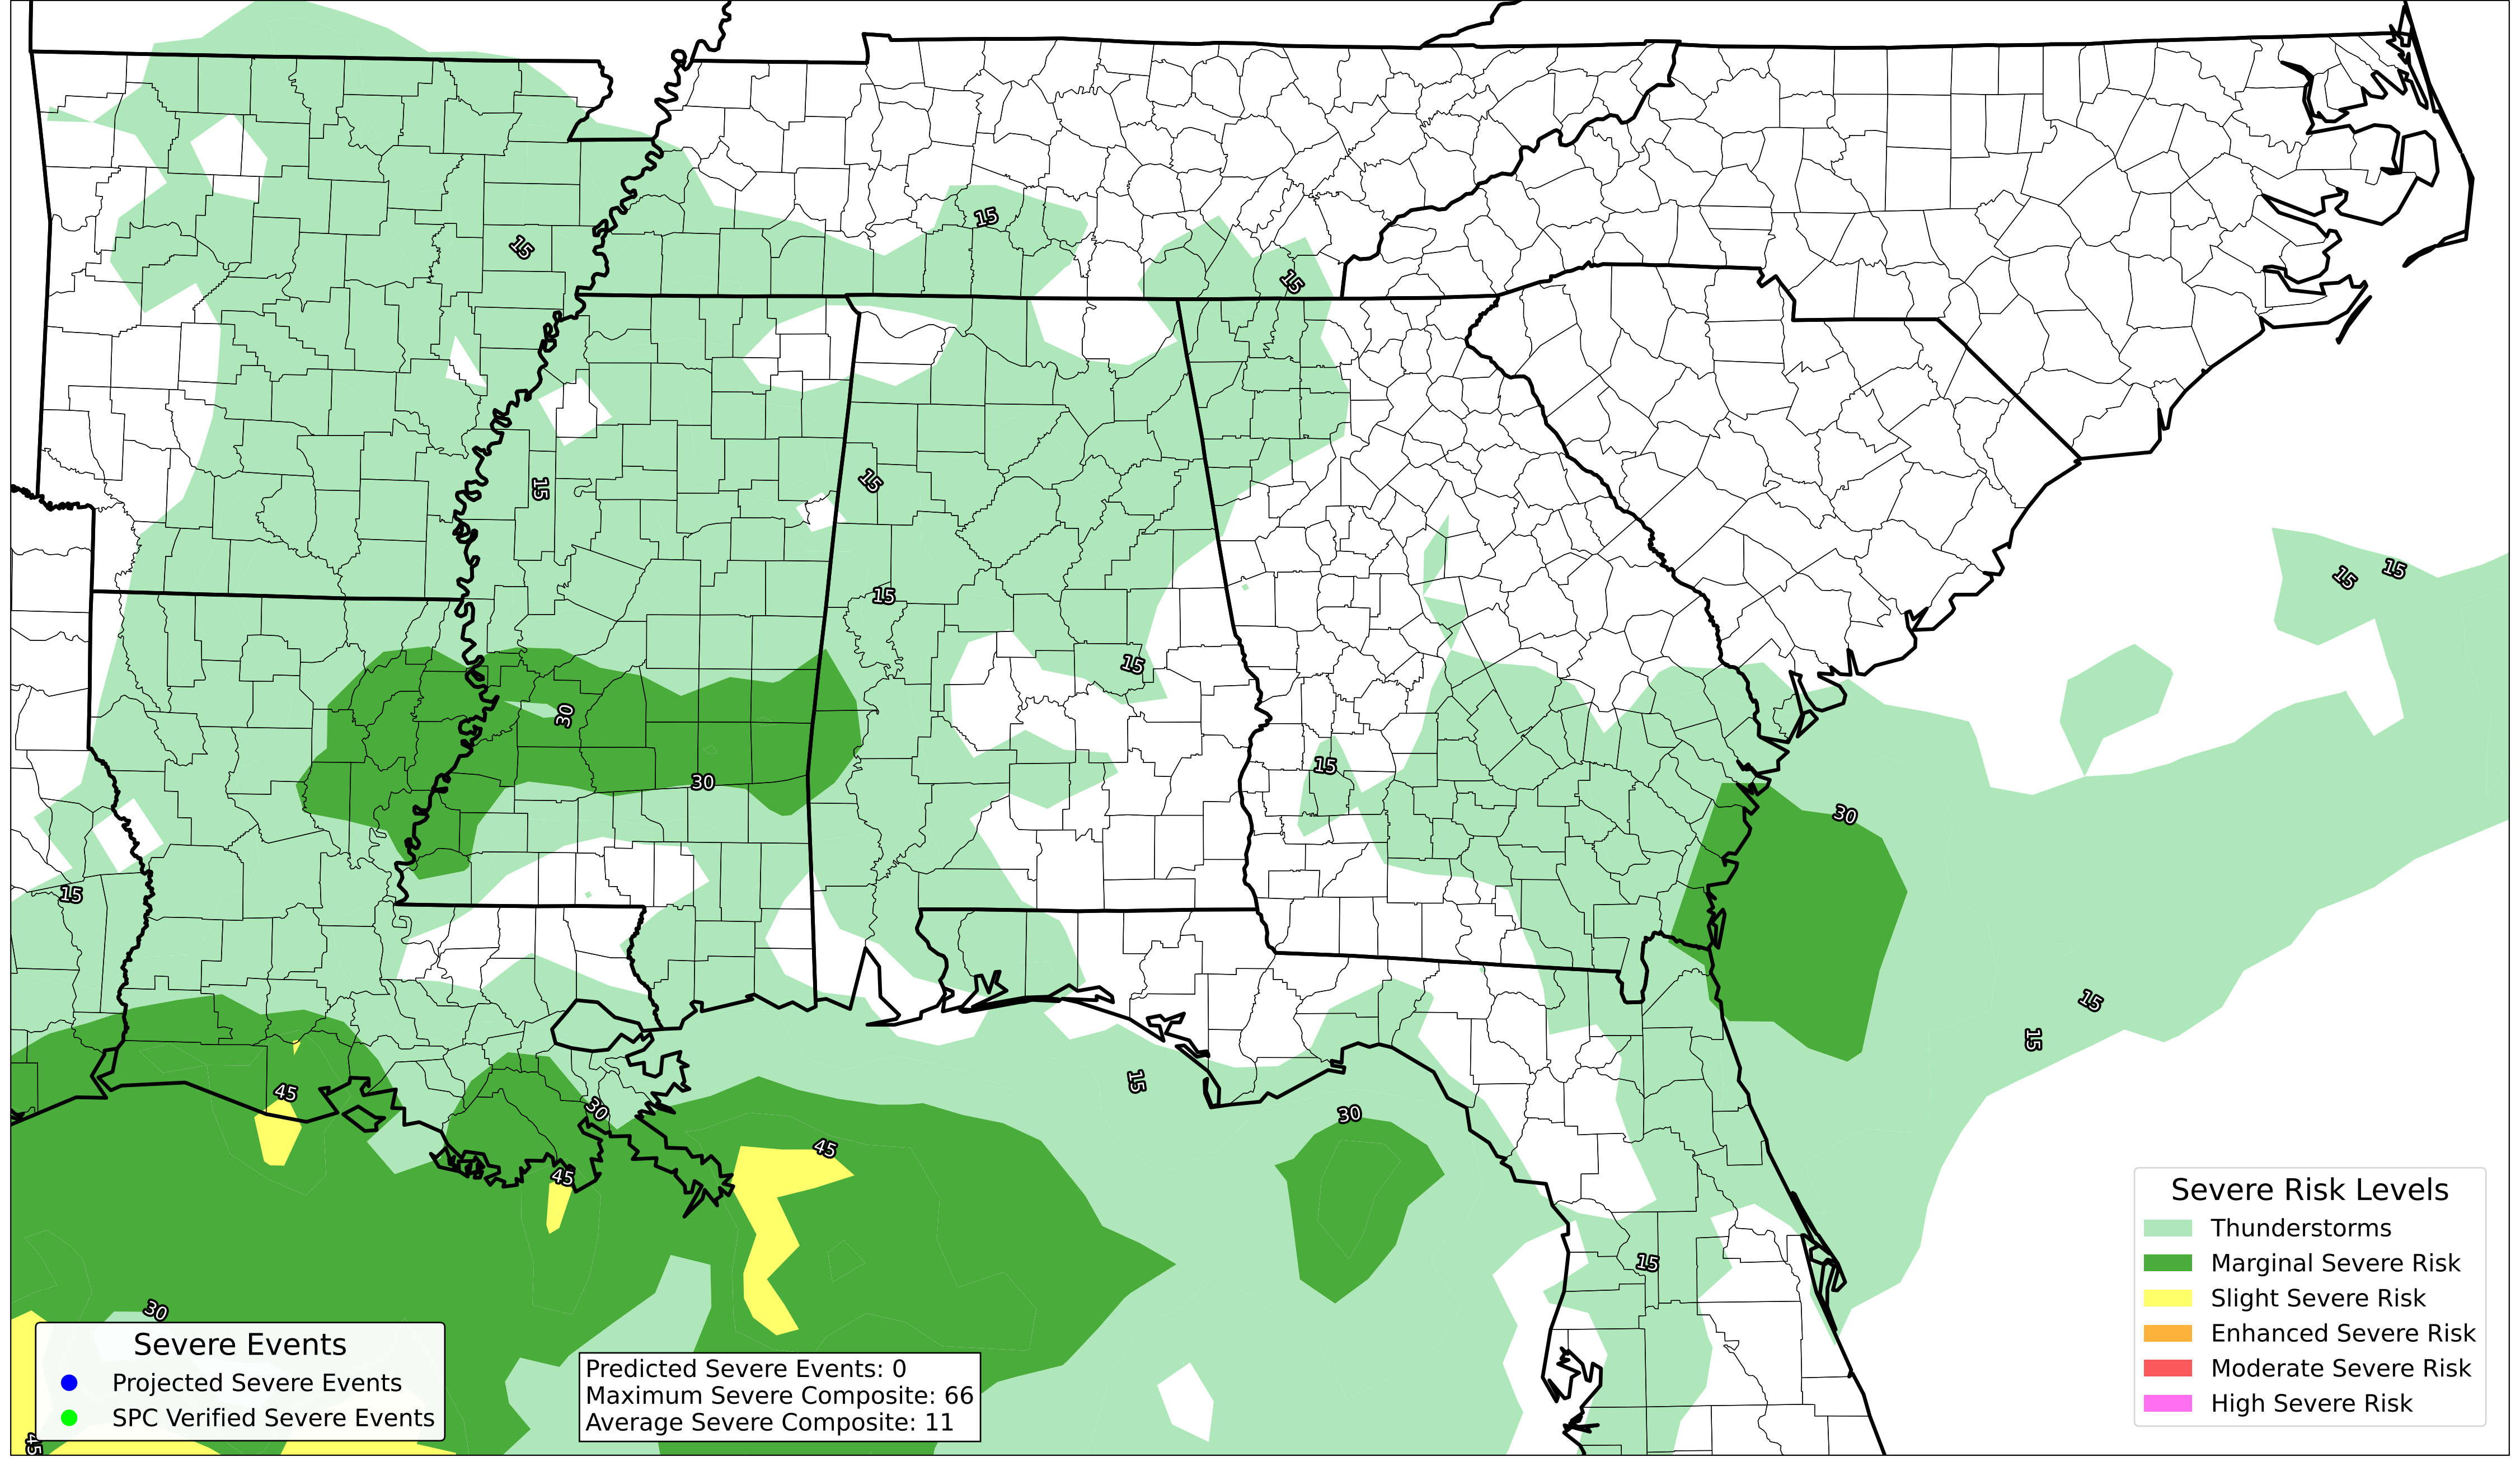 15
15
15
15
15
15
15
15
15
30
15
30
30
15
15
15
45
15
30
30
45
45
15
30
45
Severe Events
Projected Severe Events
SPC Verified Severe Events
Predicted Severe Events: 0
Maximum Severe Composite: 66
Average Severe Composite: 11
Severe Risk Levels
Thunderstorms
Marginal Severe Risk
Slight Severe Risk
Enhanced Severe Risk
Moderate Severe Risk
High Severe Risk